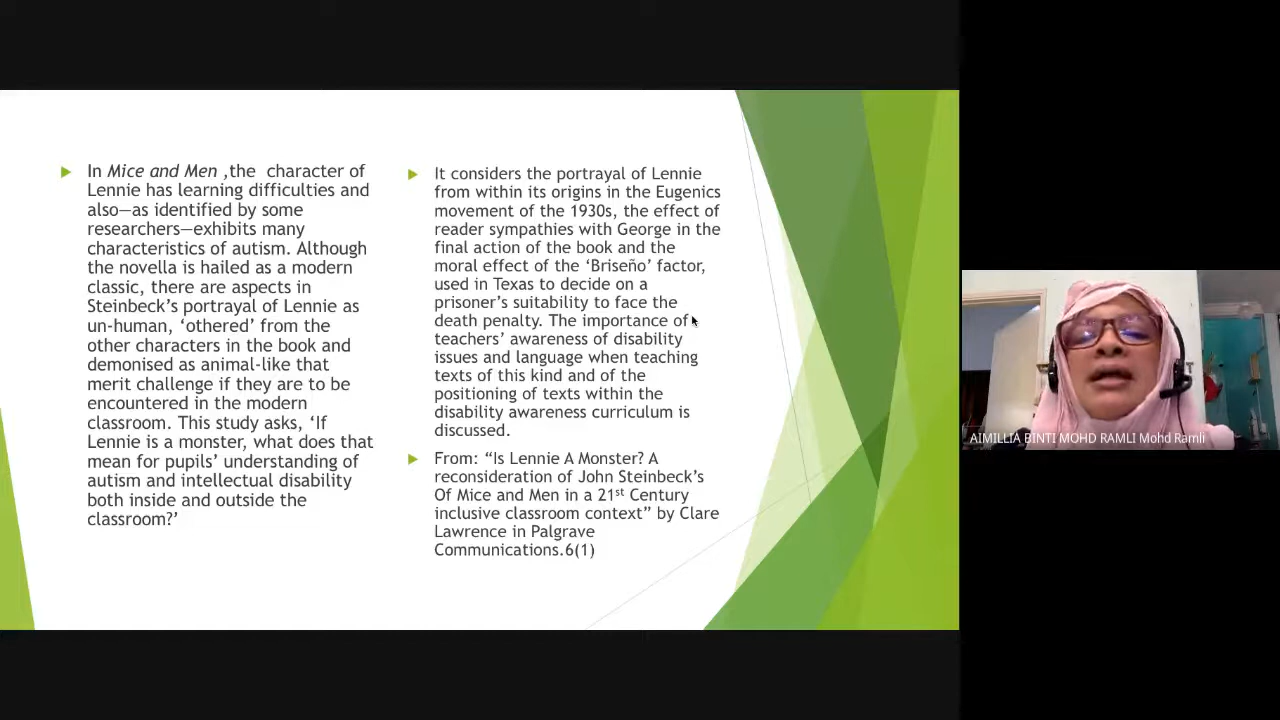 In Mice and Men ,the  character of
Lennie has learning difficulties and
also—as identified by some
researchers—exhibits many
characteristics of autism. Although
the novella is hailed as a modern
classic, there are aspects in
Steinbeck’s portrayal of Lennie as
un-human, ‘othered’ from the
other characters in the book and
demonised as animal-like that
merit challenge if they are to be
encountered in the modern
classroom. This study asks, ‘If
Lennie is a monster, what does that
mean for pupils’ understanding of
autism and intellectual disability
both inside and outside the
classroom?’
It considers the portrayal of Lennie
from within its origins in the Eugenics
movement of the 1930s, the effect of
reader sympathies with George in the
final action of the book and the
moral effect of the ‘Briseño’ factor,
used in Texas to decide on a
prisoner’s suitability to face the
death penalty. The importance of
teachers’ awareness of disability
issues and language when teaching
texts of this kind and of the
positioning of texts within the
disability awareness curriculum is
discussed.
From: “Is Lennie A Monster? A
reconsideration of John Steinbeck’s
Of Mice and Men in a 21st Century
inclusive classroom context” by Clare
Lawrence in Palgrave
Communications.6(1)
AIMILLIA BINTI MOHD RAMLI Mohd Ramli